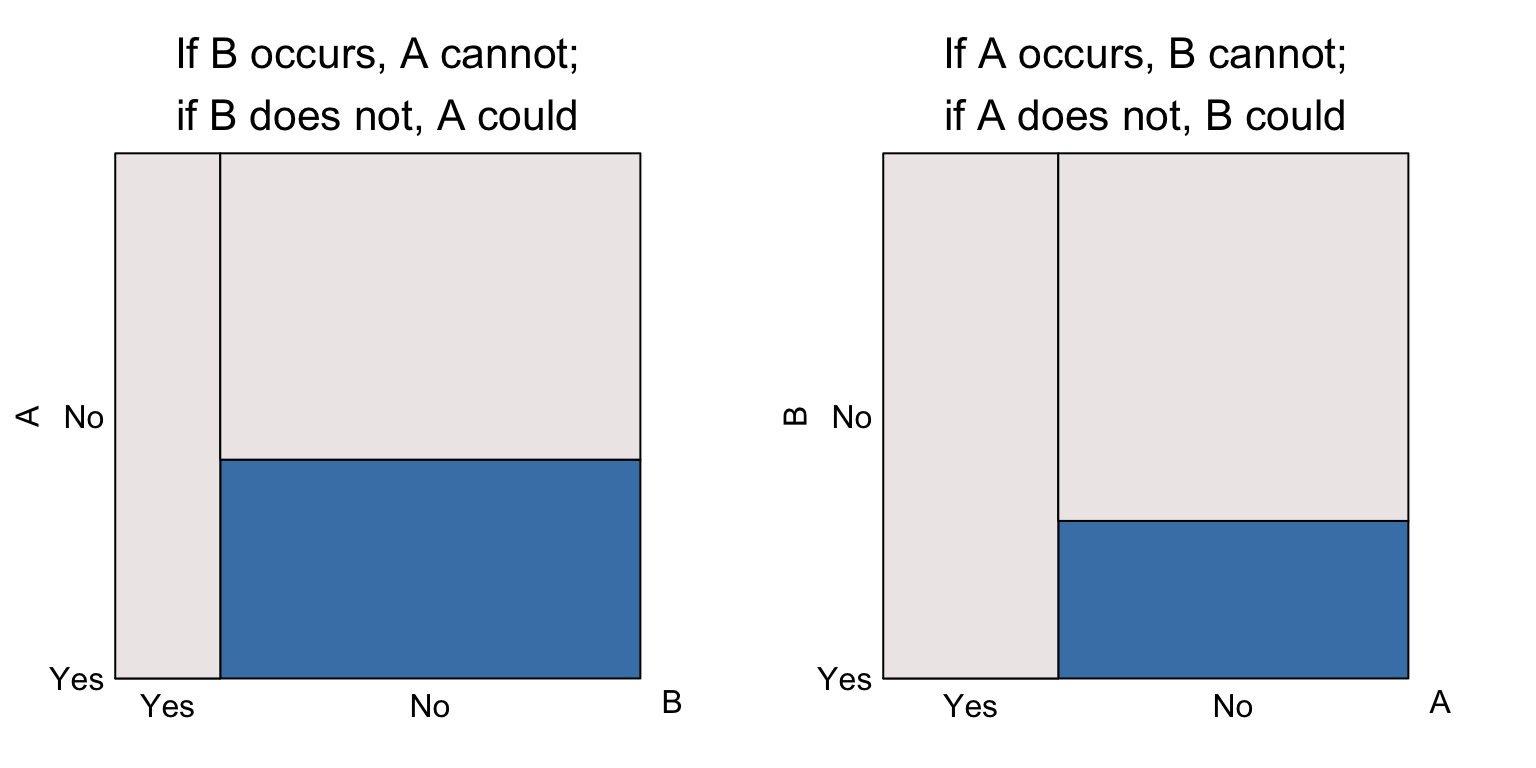 If B occurs, A cannot;
if B does not, A could
A
No
Yes
Yes
No
B
If A occurs, B cannot;
if A does not, B could
B
No
Yes
Yes
No
A